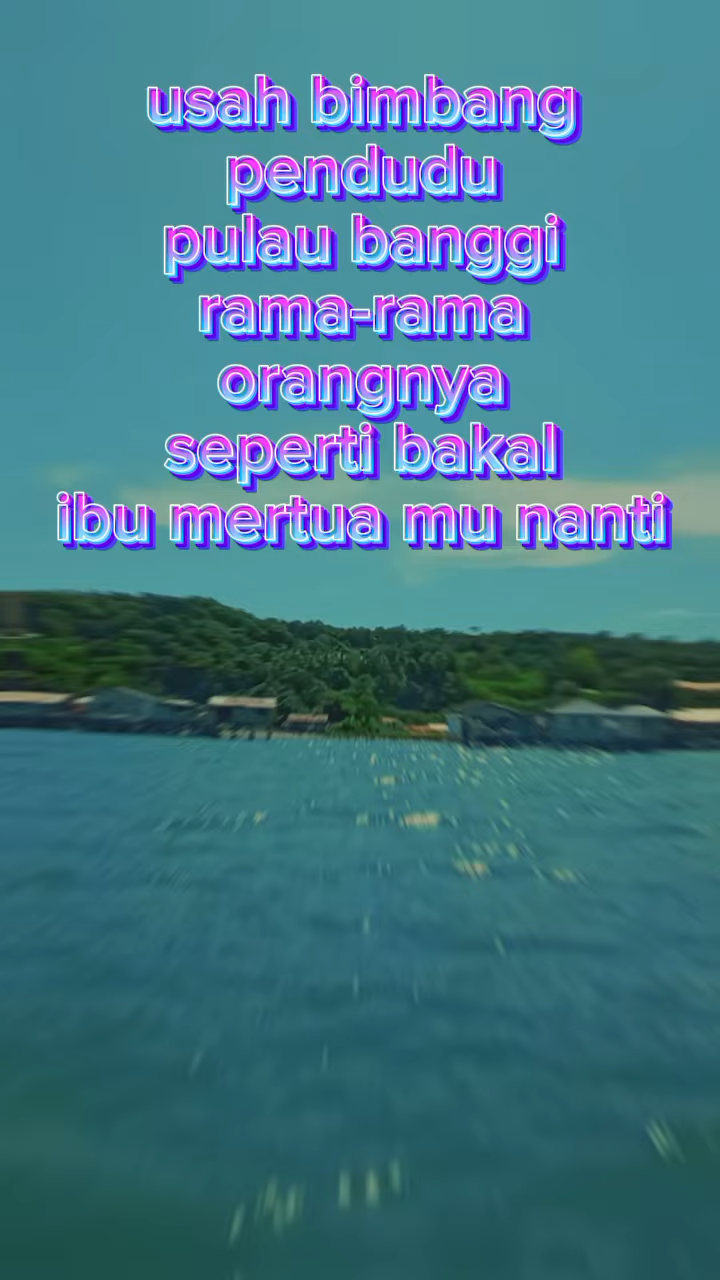 usah bimbang
pendudu
pulau banggi
rama-rama
orangnya
seperti bakal
ibu mertua mu nanti